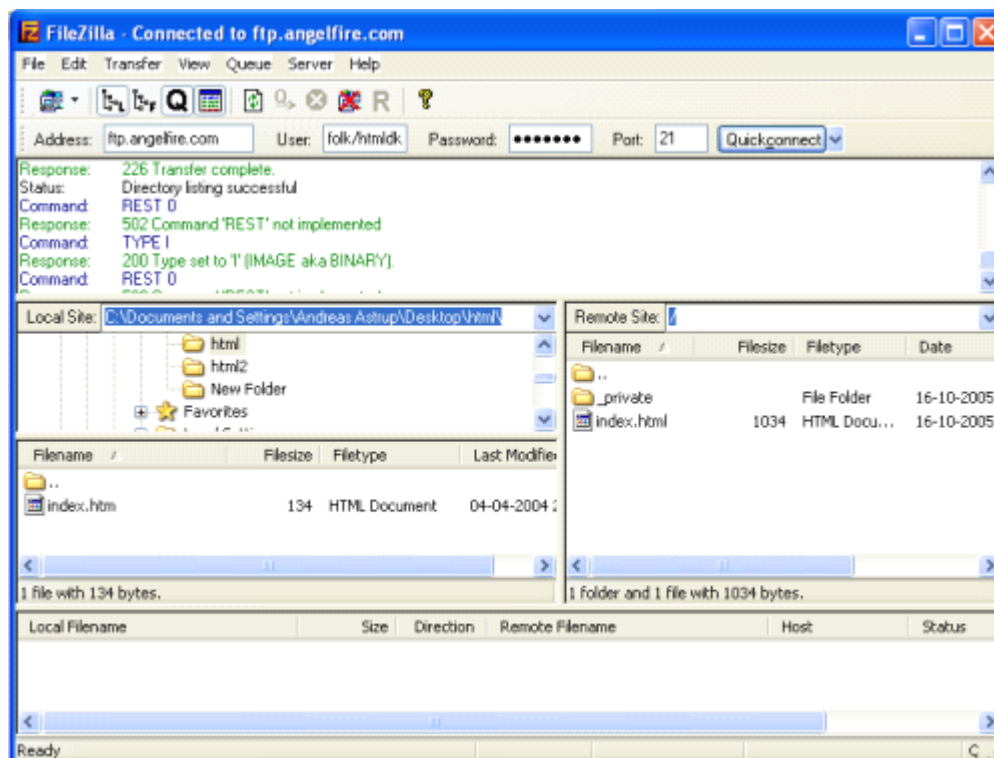 FileZilla - Connected to ftp.angelfire.com
File Edit Transfer View Queue Server Help
Address: ftp.angelfire.com User: folk/htmldk Password: ●●●●●●● Port: 21 Quickconnect
Response: 226 Transfer complete.
Status: Directory listing successful
Command: REST 0
Response: 502 Command 'REST' not implemented
Command: TYPE I
Response: 200 Type set to 'I' (IMAGE aka BINARY).
Command: REST 0
Local Site: C:\Documents and Settings\Andreas Astrup\Desktop\html\
html
html2
New Folder
Favorites
Filename / Filesize Filetype Last Modifie
..
index.htm 134 HTML Document 04-04-2004
1 file with 134 bytes.
Remote Site: /
Filename / Filesize Filetype Date
..
_private File Folder 16-10-2005
index.html 1034 HTML Docu... 16-10-2005
1 folder and 1 file with 1034 bytes.
Local Filename Size Direction Remote Filename Host Status
Ready